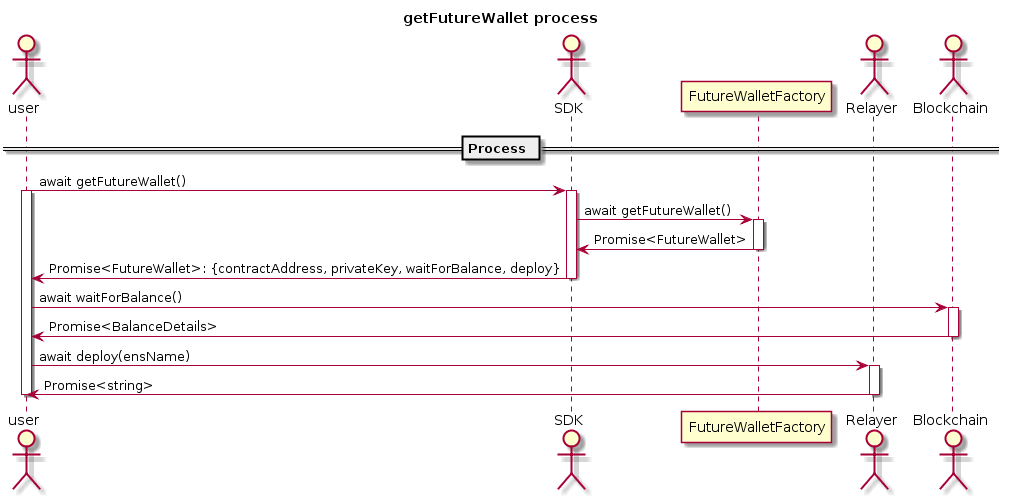 getFutureWallet process
user
SDK
FutureWalletFactory
Relayer
Blockchain
Process
await getFutureWallet()
await getFutureWallet()
Promise<FutureWallet>
Promise<FutureWallet>: {contractAddress, privateKey, waitForBalance, deploy}
await waitForBalance()
Promise<BalanceDetails>
await deploy(ensName)
Promise<string>
user
SDK
FutureWalletFactory
Relayer
Blockchain